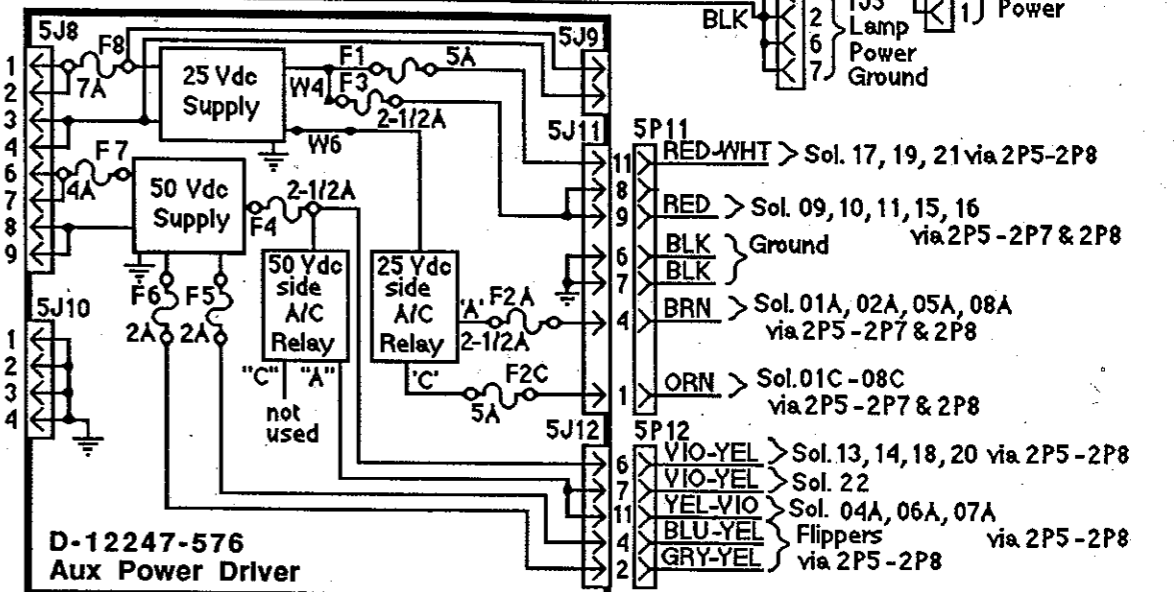 BLK
2
6
7
1J3
Lamp
Power
Ground
1
Power
5J8
1
2
3
4
6
7
8
9
F8
7A
F7
4A
25 Vdc
Supply
W4
F1
5A
F3
2-1/2A
W6
5J9
50 Vdc
Supply
F4
2-1/2A
50 Vdc
side
A/C
Relay
"C" "A"
not
used
25 Vdc
side
A/C
Relay
'A'
F2A
2-1/2A
'C'
F2C
5A
F6
2A
F5
2A
5J10
1
2
3
4
5J11 5P11
11 RED-WHT Sol. 17, 19, 21 via 2P5-2P8
8
9 RED Sol. 09, 10, 11, 15, 16
via 2P5-2P7 & 2P8
6 BLK Ground
7 BLK
4 BRN Sol. 01A, 02A, 05A, 08A
via 2P5-2P7 & 2P8
1 ORN Sol.01C-08C
via 2P5-2P7 & 2P8
5J12 5P12
6 VIO-YEL Sol. 13, 14, 18, 20 via 2P5-2P8
7 VIO-YEL Sol. 22
11 YEL-VIO Sol. 04A, 06A, 07A
via 2P5-2P8
4 BLU-YEL Flippers
2 GRY-YEL via 2P5-2P8
D-12247-576
Aux Power Driver